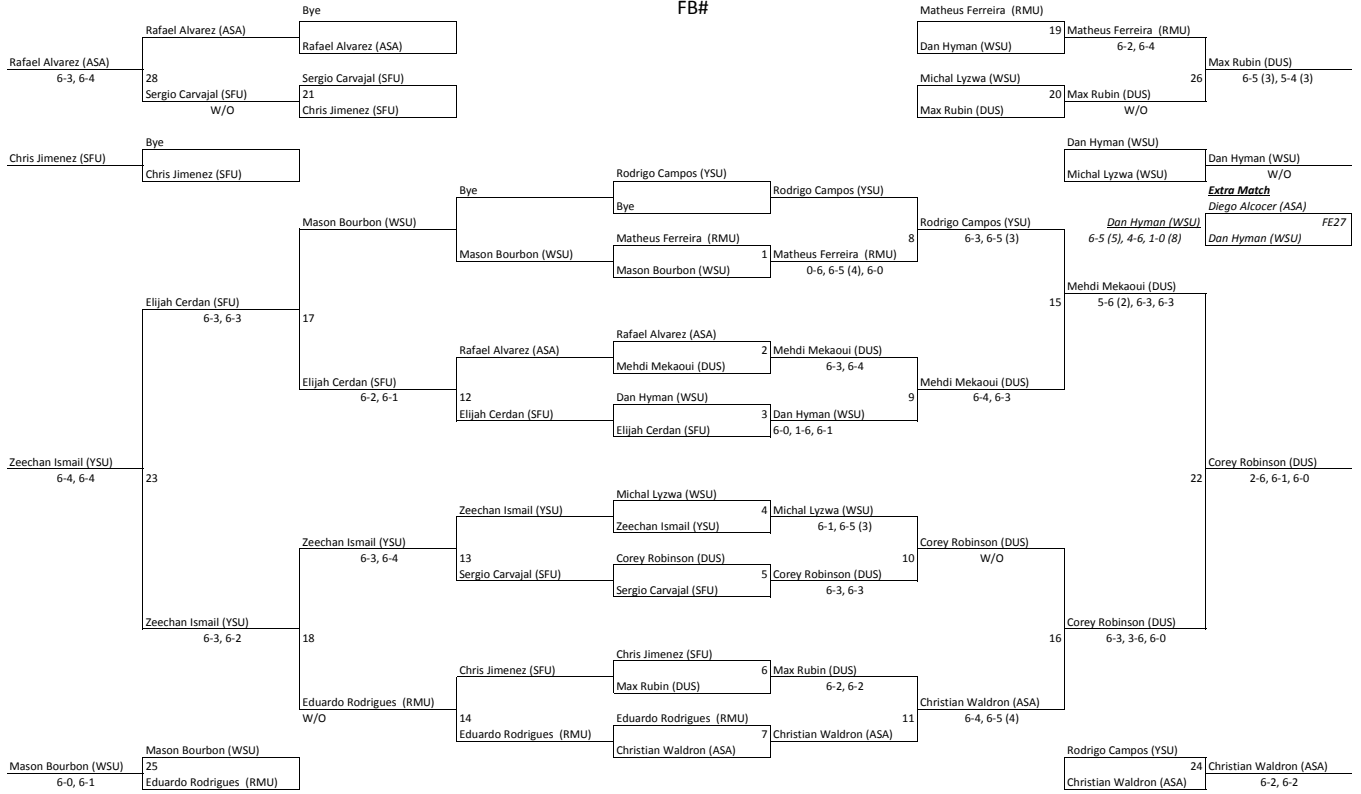 FB#
Bye
Rafael Alvarez (ASA)
Rafael Alvarez (ASA)
Rafael Alvarez (ASA)
6-3, 6-4
28
Sergio Carvajal (SFU)
Sergio Carvajal (SFU)
W/O
21
Chris Jimenez (SFU)
Bye
Chris Jimenez (SFU)
Chris Jimenez (SFU)
Matheus Ferreira (RMU)
19
Matheus Ferreira (RMU)
Dan Hyman (WSU)
6-2, 6-4
Max Rubin (DUS)
26
6-5 (3), 5-4 (3)
Michal Lyzwa (WSU)
20
Max Rubin (DUS)
Max Rubin (DUS)
W/O
Dan Hyman (WSU)
Dan Hyman (WSU)
Michal Lyzwa (WSU)
W/O
Extra Match
Diego Alcocer (ASA)
Dan Hyman (WSU)
FE27
6-5 (5), 4-6, 1-0 (8)
Dan Hyman (WSU)
Rodrigo Campos (YSU)
Bye
Rodrigo Campos (YSU)
Bye
Mason Bourbon (WSU)
Rodrigo Campos (YSU)
Matheus Ferreira (RMU)
8
6-3, 6-5 (3)
Mason Bourbon (WSU)
1
Matheus Ferreira (RMU)
Mason Bourbon (WSU)
0-6, 6-5 (4), 6-0
Mehdi Mekaoui (DUS)
Elijah Cerdan (SFU)
15
5-6 (2), 6-3, 6-3
6-3, 6-3
17
Rafael Alvarez (ASA)
Rafael Alvarez (ASA)
2
Mehdi Mekaoui (DUS)
Mehdi Mekaoui (DUS)
6-3, 6-4
Elijah Cerdan (SFU)
Mehdi Mekaoui (DUS)
6-2, 6-1
12
Dan Hyman (WSU)
9
6-4, 6-3
Elijah Cerdan (SFU)
3
Dan Hyman (WSU)
Elijah Cerdan (SFU)
6-0, 1-6, 6-1
Zeechan Ismail (YSU)
Corey Robinson (DUS)
6-4, 6-4
23
22
2-6, 6-1, 6-0
Michal Lyzwa (WSU)
Zeechan Ismail (YSU)
4
Michal Lyzwa (WSU)
Zeechan Ismail (YSU)
6-1, 6-5 (3)
Zeechan Ismail (YSU)
Corey Robinson (DUS)
6-3, 6-4
13
Corey Robinson (DUS)
10
W/O
Sergio Carvajal (SFU)
5
Corey Robinson (DUS)
Sergio Carvajal (SFU)
6-3, 6-3
Zeechan Ismail (YSU)
Corey Robinson (DUS)
6-3, 6-2
18
16
6-3, 3-6, 6-0
Chris Jimenez (SFU)
Chris Jimenez (SFU)
6
Max Rubin (DUS)
Max Rubin (DUS)
6-2, 6-2
Eduardo Rodrigues (RMU)
Christian Waldron (ASA)
W/O
14
Eduardo Rodrigues (RMU)
11
6-4, 6-5 (4)
Eduardo Rodrigues (RMU)
7
Christian Waldron (ASA)
Christian Waldron (ASA)
Mason Bourbon (WSU)
Mason Bourbon (WSU)
25
6-0, 6-1
Eduardo Rodrigues (RMU)
Rodrigo Campos (YSU)
24
Christian Waldron (ASA)
Christian Waldron (ASA)
6-2, 6-2